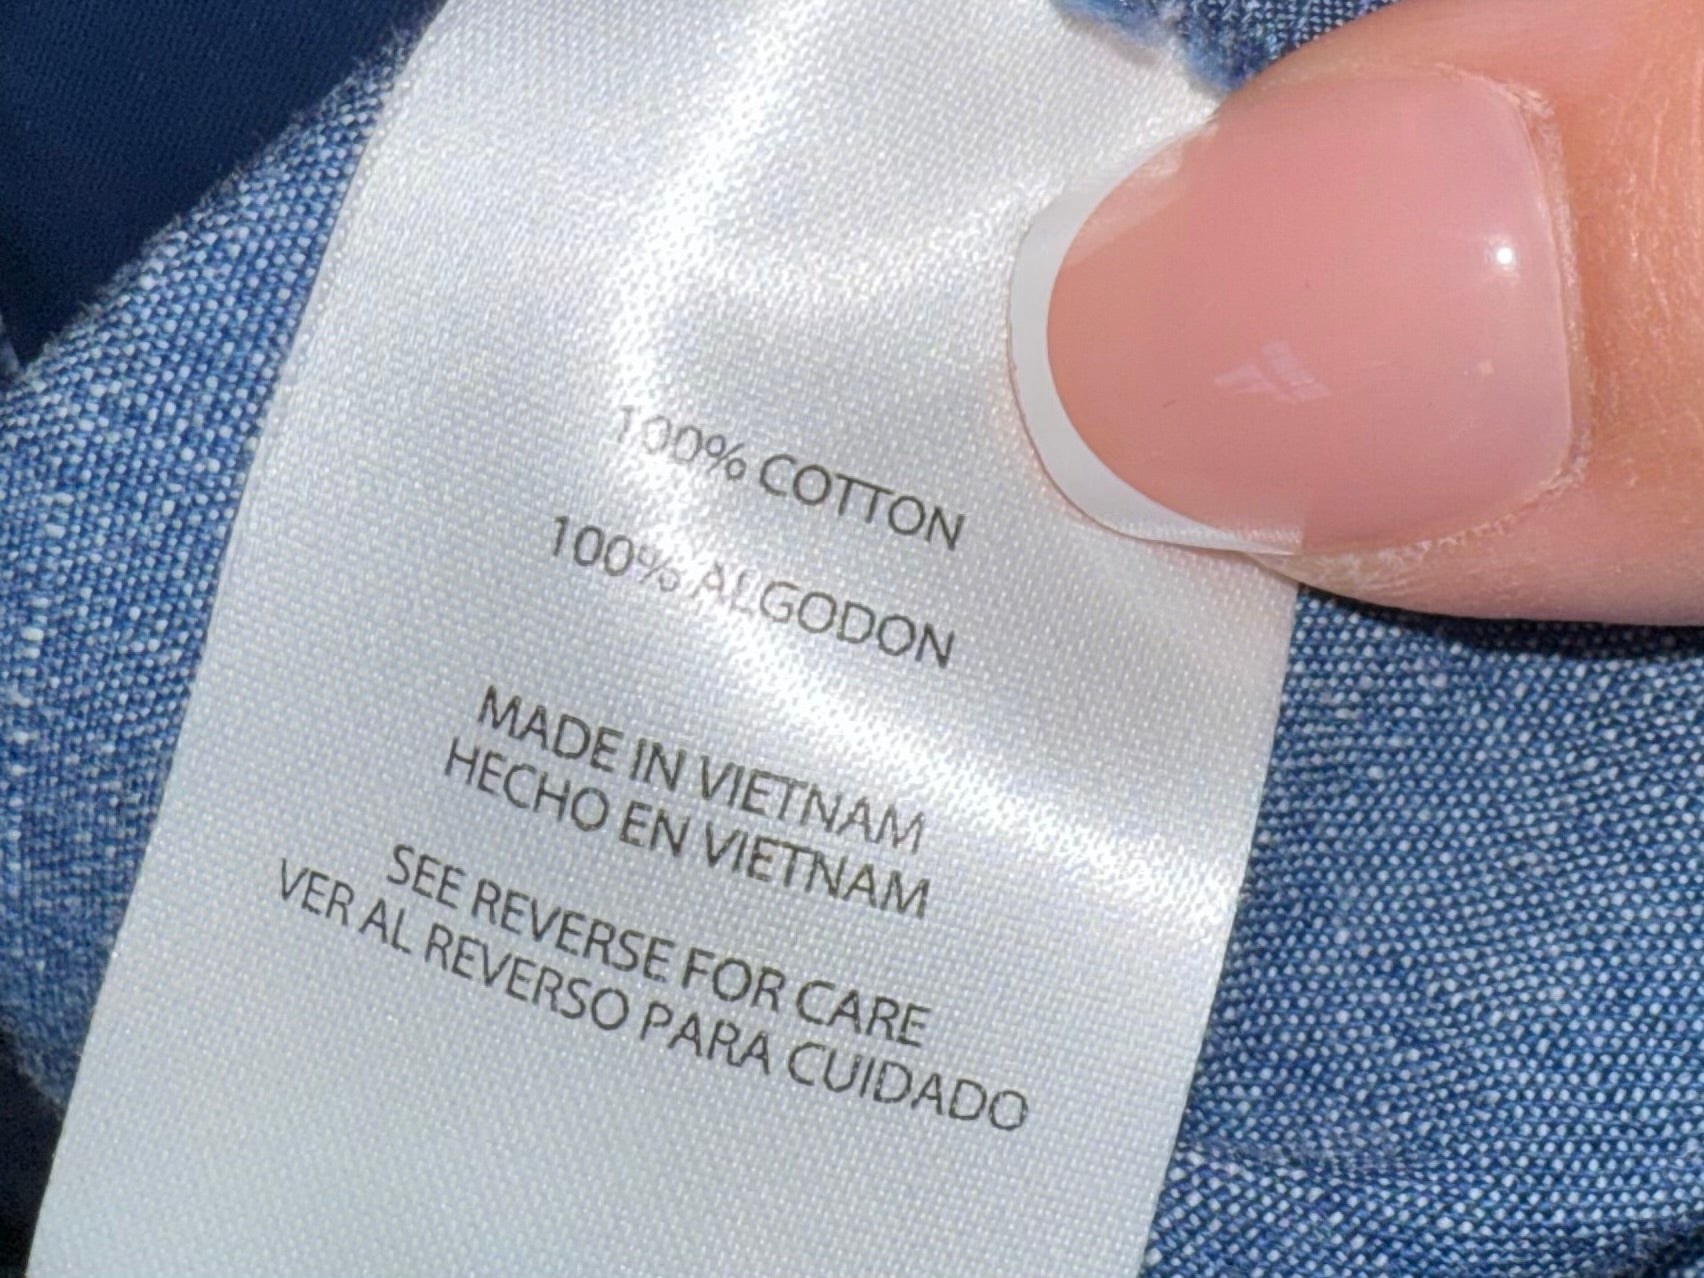 100% COTTON
100% ALGODON
MADE IN VIETNAM
HECHO EN VIETNAM
SEE REVERSE FOR CARE
VER AL REVERSO PARA CUIDADO